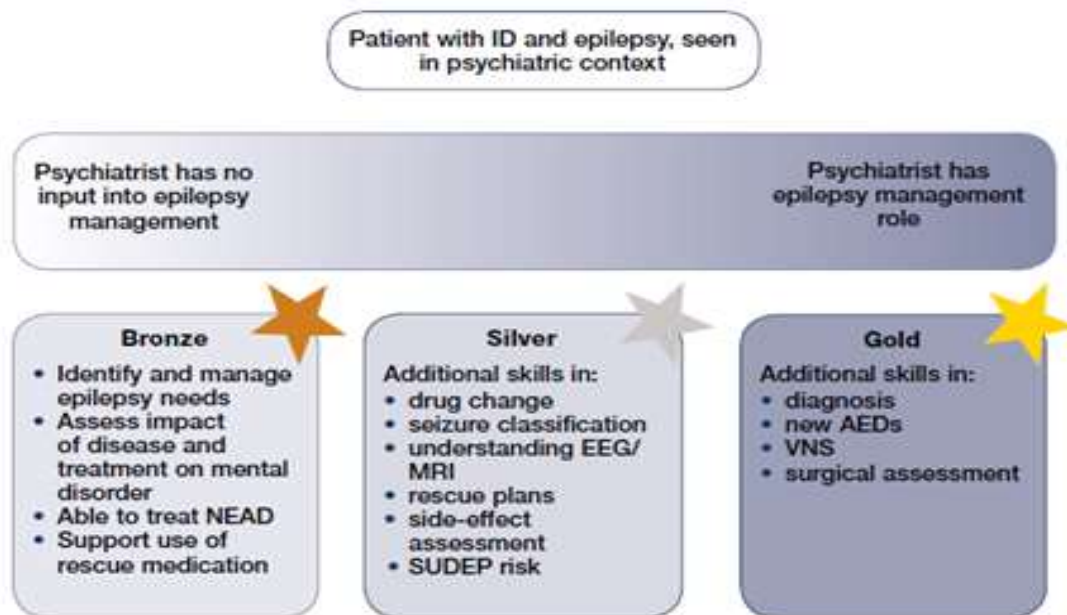 Patient with ID and epilepsy, seen
in psychiatric context
Psychiatrist has no
input into epilepsy
management
Psychiatrist has
epilepsy management
role
Bronze
• Identify and manage
epilepsy needs
• Assess impact
of disease and
treatment on mental
disorder
• Able to treat NEAD
• Support use of
rescue medication
Silver
Additional skills in:
• drug change
• seizure classification
• understanding EEG/
MRI
• rescue plans
• side-effect
assessment
• SUDEP risk
Gold
Additional skills in:
• diagnosis
• new AEDs
• VNS
• surgical assessment